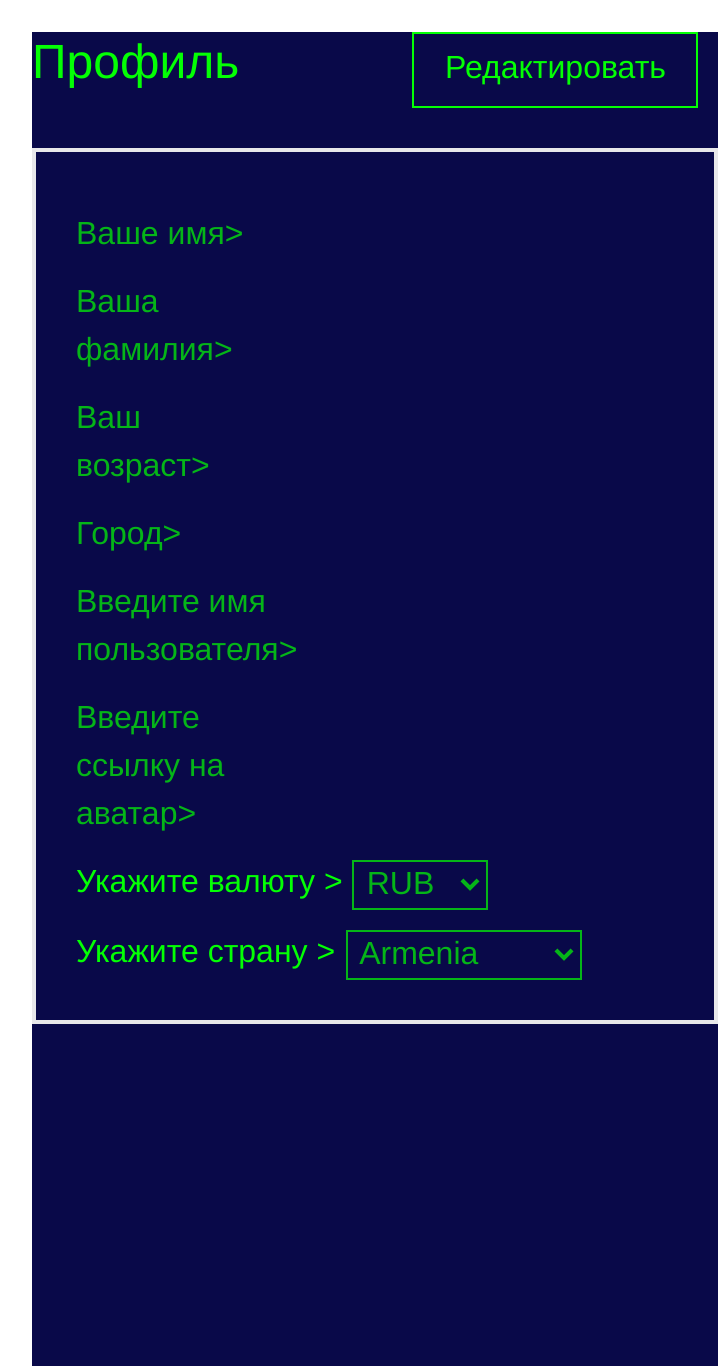 Профиль
Редактировать
Ваше имя>
Ваша
фамилия>
Ваш
возраст>
Город>
Введите имя
пользователя>
Введите
ссылку на
аватар>
Укажите валюту > RUB
Укажите страну > Armenia